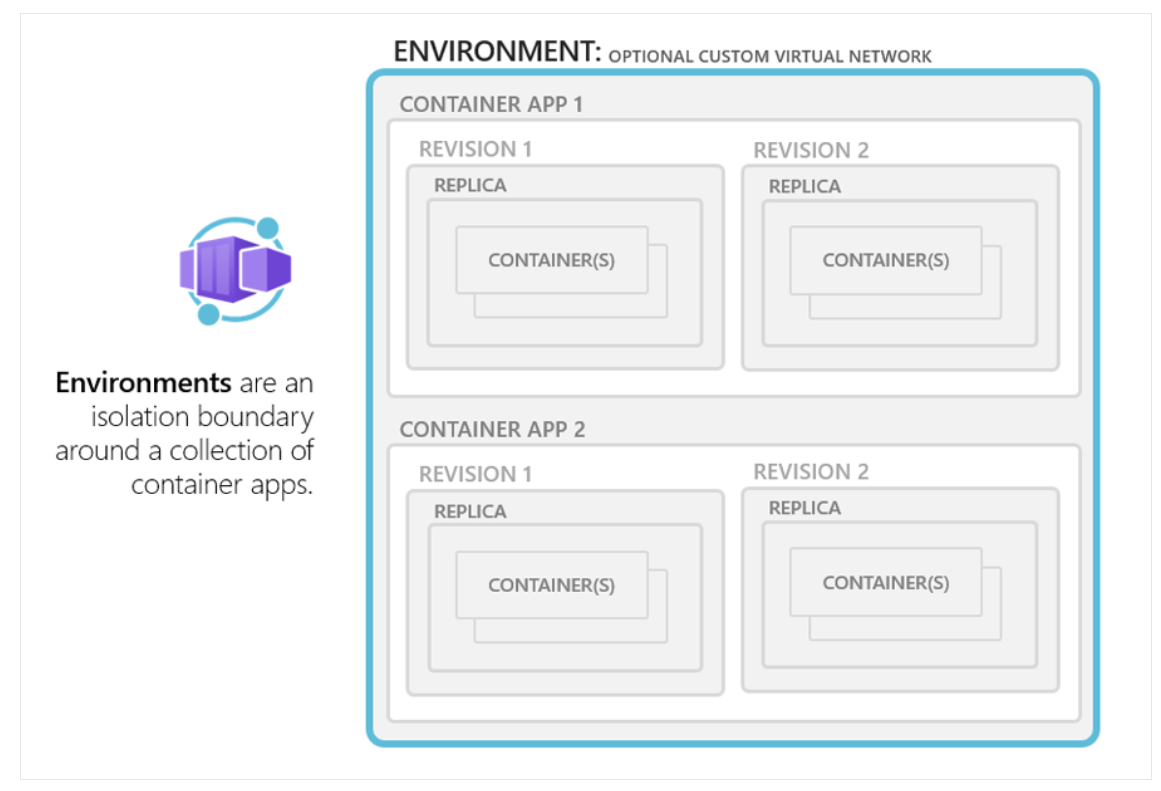 ENVIRONMENT: OPTIONAL CUSTOM VIRTUAL NETWORK
CONTAINER APP 1
REVISION 1
REPLICA
CONTAINER(S)
REVISION 2
REPLICA
CONTAINER(S)
Environments are an
isolation boundary
around a collection of
container apps.
CONTAINER APP 2
REVISION 1
REPLICA
CONTAINER(S)
REVISION 2
REPLICA
CONTAINER(S)